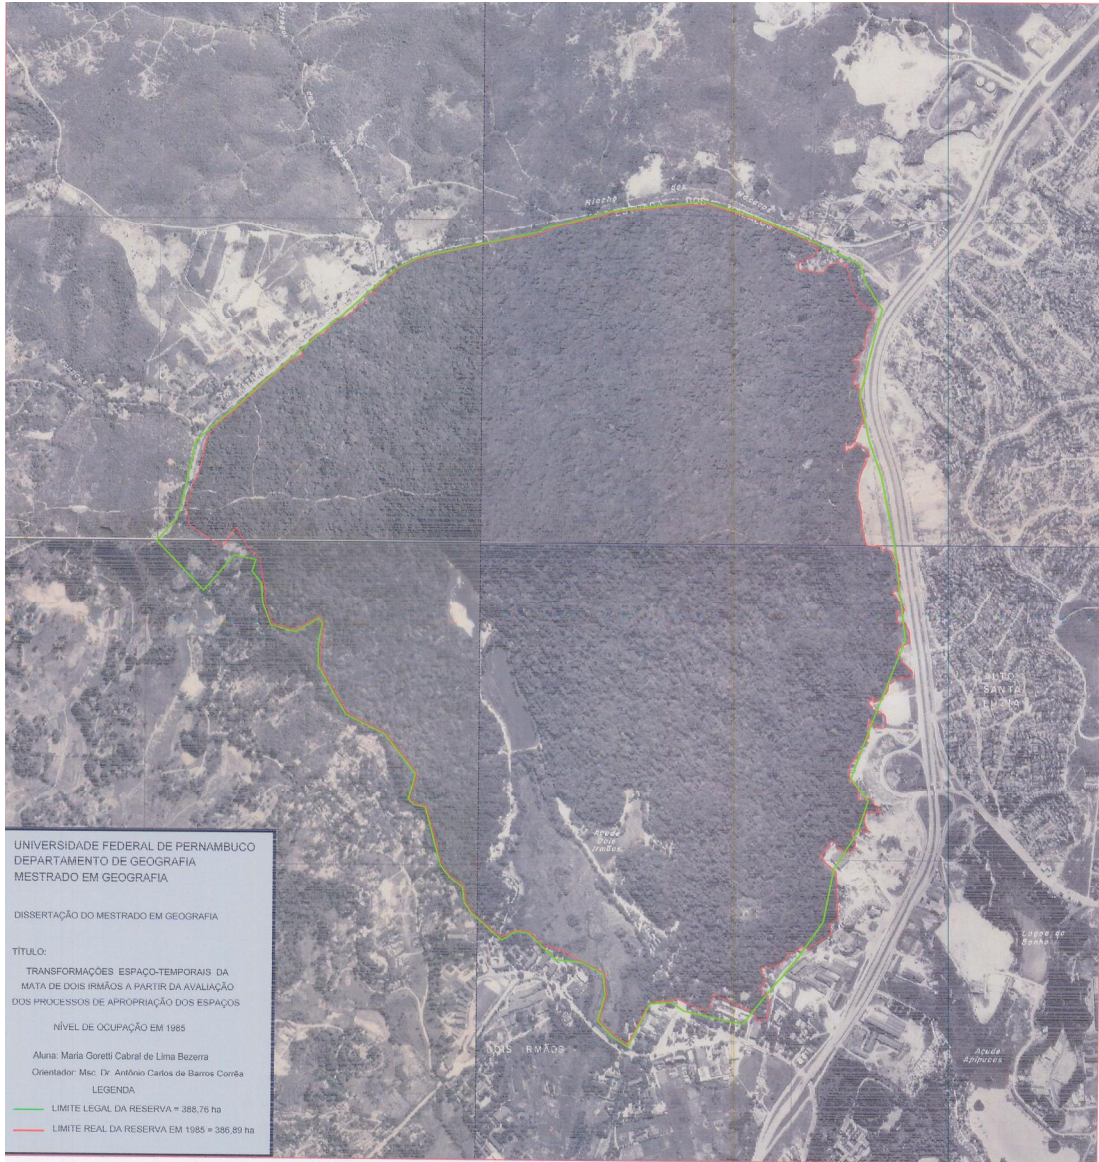 Riacho dos Macacos
ALTO
SANTA
LUZIA
Açude
Dois
Irmãos
Lagoa do
Banho
DOIS IRMÃOS
Açude
Apipucos
UNIVERSIDADE FEDERAL DE PERNAMBUCO
DEPARTAMENTO DE GEOGRAFIA
MESTRADO EM GEOGRAFIA
DISSERTAÇÃO DO MESTRADO EM GEOGRAFIA
TÍTULO:
TRANSFORMAÇÕES ESPAÇO-TEMPORAIS DA
MATA DE DOIS IRMÃOS A PARTIR DA AVALIAÇÃO
DOS PROCESSOS DE APROPRIAÇÃO DOS ESPAÇOS
NÍVEL DE OCUPAÇÃO EM 1985
Aluna: Maria Goretti Cabral de Lima Bezerra
Orientador: Msc. Dr. Antônio Carlos de Barros Corrêa
LEGENDA
LIMITE LEGAL DA RESERVA = 388,76 ha
LIMITE REAL DA RESERVA EM 1985 = 386,89 ha